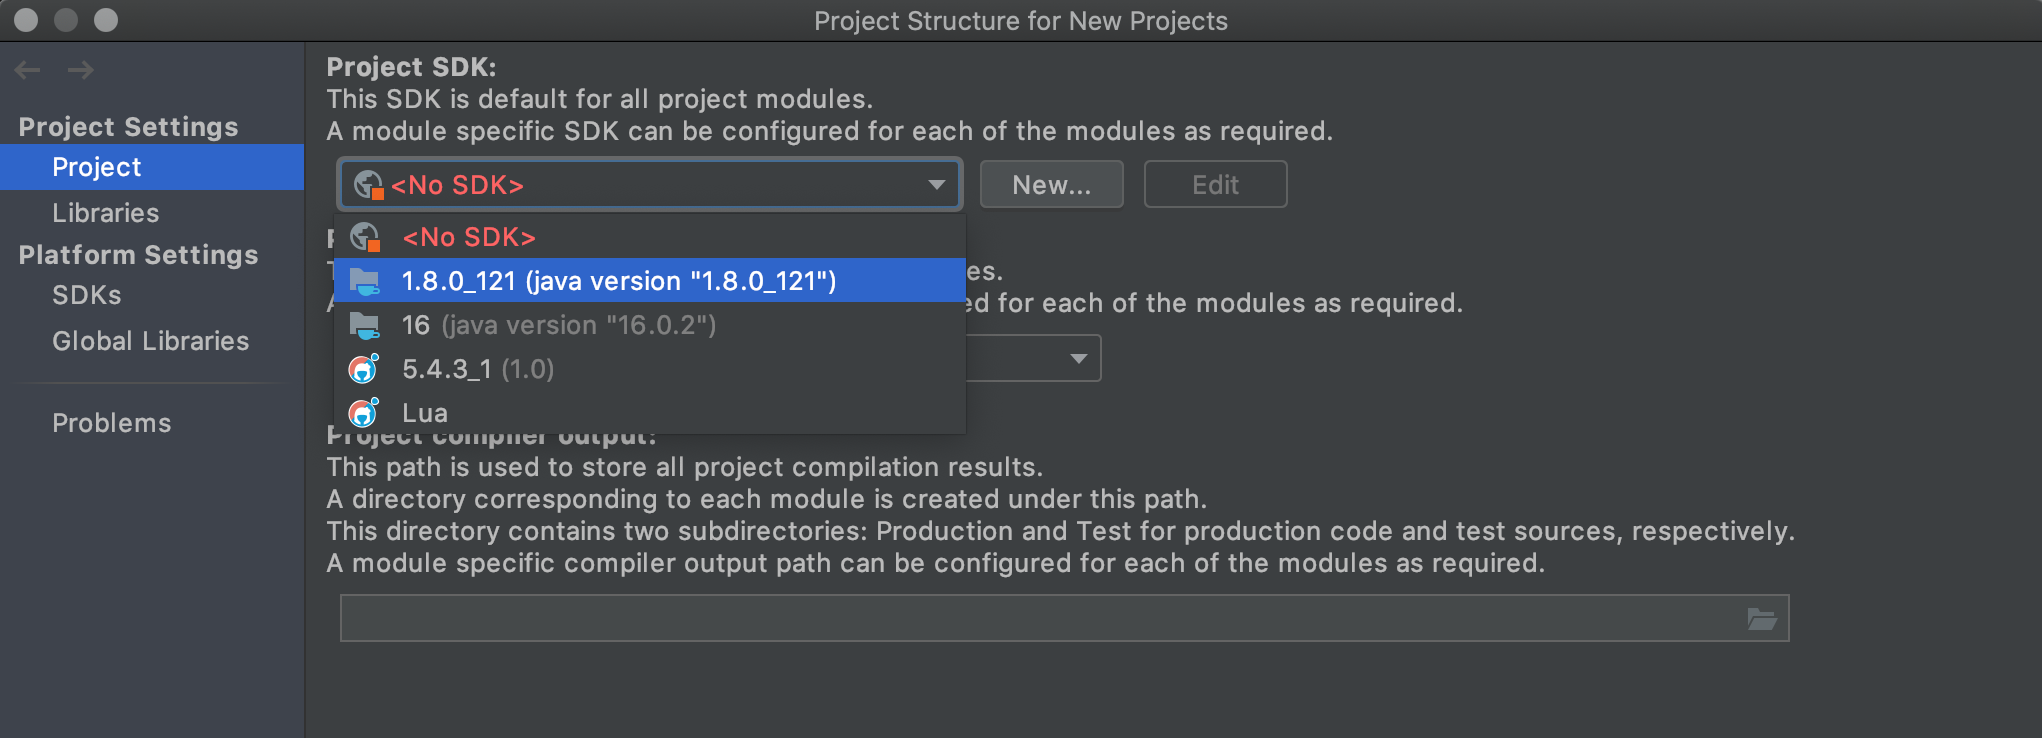 Project Structure for New Projects
Project Settings
Project
Libraries
Platform Settings
SDKs
Global Libraries
Problems
Project SDK:
This SDK is default for all project modules.
A module specific SDK can be configured for each of the modules as required.
<No SDK>
New...
Edit
<No SDK>
1.8.0_121 (java version "1.8.0_121")
16 (java version "16.0.2")
5.4.3_1 (1.0)
Lua
for each of the modules as required.
Project compiler output:
This path is used to store all project compilation results.
A directory corresponding to each module is created under this path.
This directory contains two subdirectories: Production and Test for production code and test sources, respectively.
A module specific compiler output path can be configured for each of the modules as required.